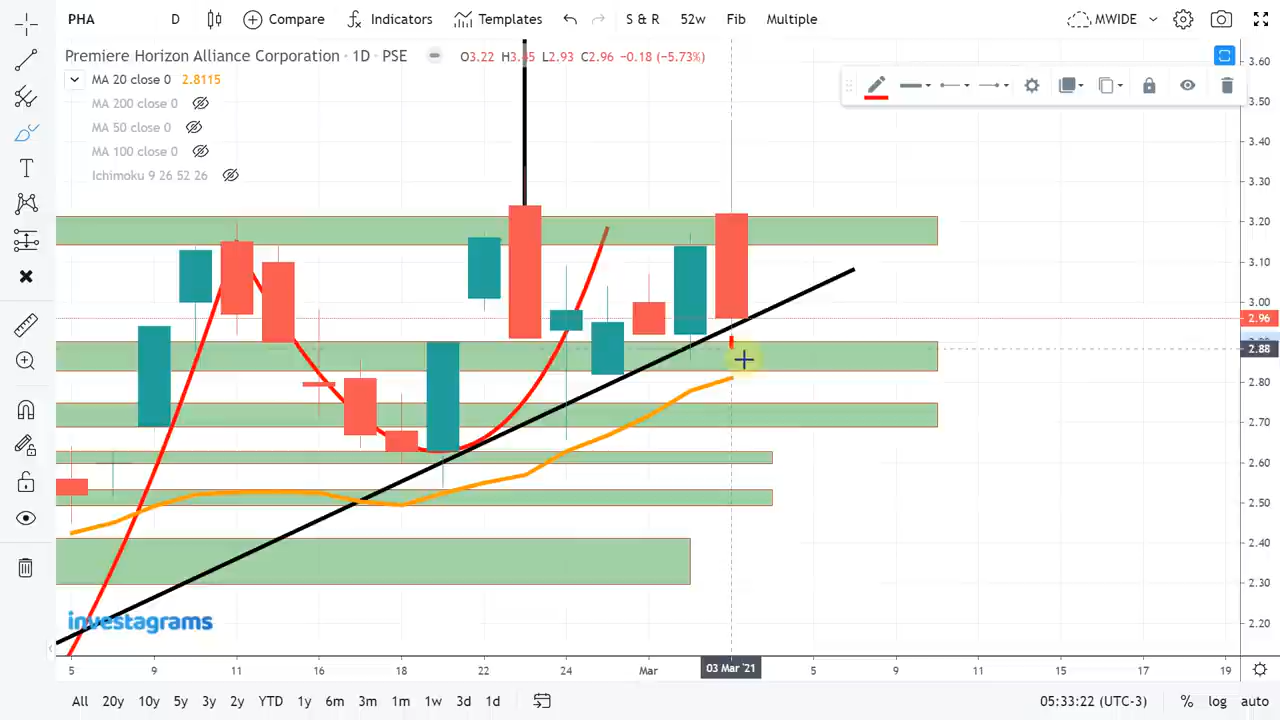 PHA D Compare Indicators Templates S & R 52w Fib Multiple MWIDE
Premiere Horizon Alliance Corporation · 1D · PSE O3.22 H3.45 L2.93 C2.96 −0.18 (−5.73%)
MA 20 close 0 2.8115
MA 200 close 0
MA 50 close 0
MA 100 close 0
Ichimoku 9 26 52 26
3.60
3.50
3.40
3.30
3.20
3.10
3.00
2.96
2.88
2.80
2.70
2.60
2.50
2.40
2.30
2.20
investagrams
5 9 11 16 18 22 24 Mar 03 Mar '21 5 9 11 15 17 19
All 20y 10y 5y 3y 2y YTD 1y 6m 3m 1m 1w 3d 1d 05:33:22 (UTC-3) % log auto